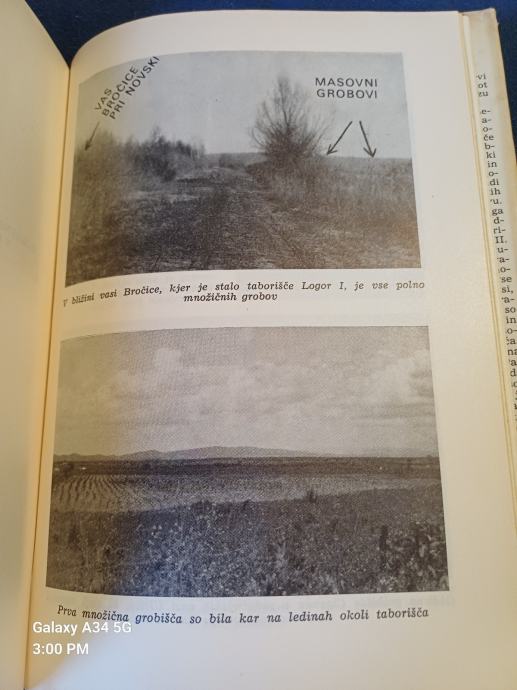 VAS
BROČICE
PRI NOVSKI
MASOVNI
GROBOVI
V bližini vasi Bročice, kjer je stalo taborišče Logor I, je vse polno
množičnih grobov
Prva množična grobišča so bila kar na ledinah okoli taborišča
Galaxy A34 5G
3:00 PM